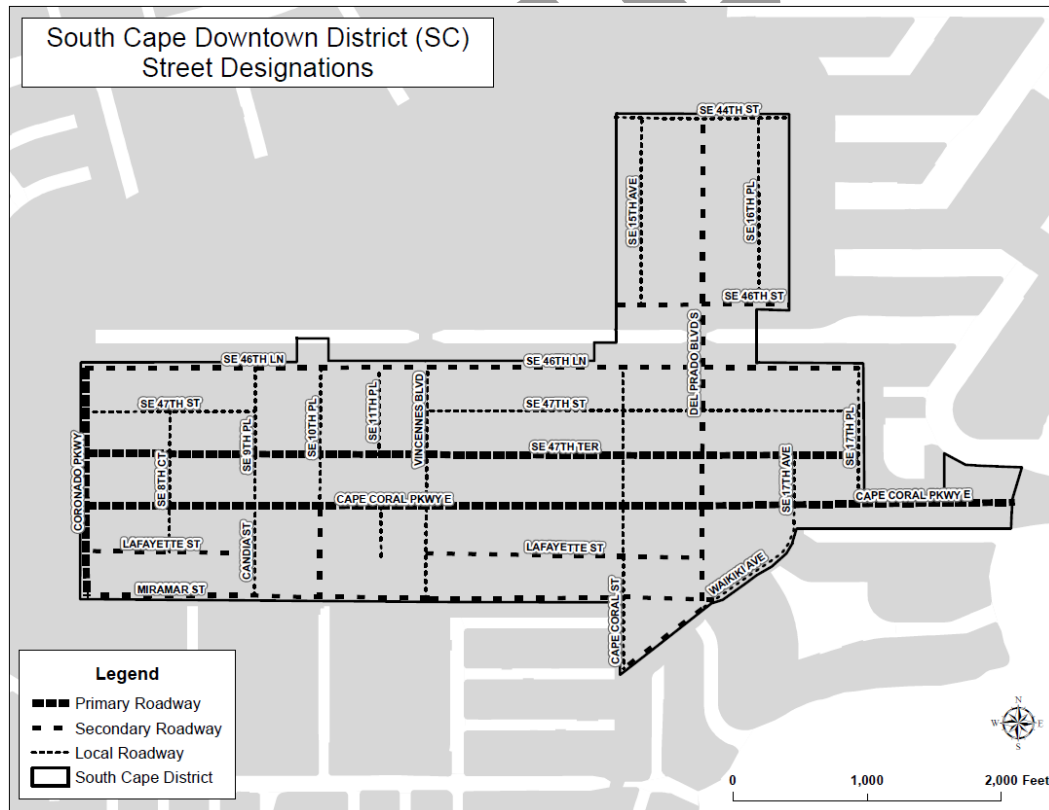 South Cape Downtown District (SC)
Street Designations
SE 44TH ST
SE 15TH AVE
SE 16TH PL
SE 46TH ST
DEL PRADO BLVD S
SE 46TH LN
SE 46TH LN
SE 47TH ST
SE 9TH PL
SE 10TH PL
SE 11TH PL
VINCENNES BLVD
SE 47TH ST
SE 17TH PL
CORONADO PKWY
SE 8TH CT
SE 47TH TER
SE 17TH AVE
CAPE CORAL PKWY E
CAPE CORAL PKWY E
LAFAYETTE ST
CANDIA ST
LAFAYETTE ST
MIRAMAR ST
CAPE CORAL ST
WAIKIKI AVE
Legend
Primary Roadway
Secondary Roadway
Local Roadway
South Cape District
N
W
E
S
0 1,000 2,000 Feet